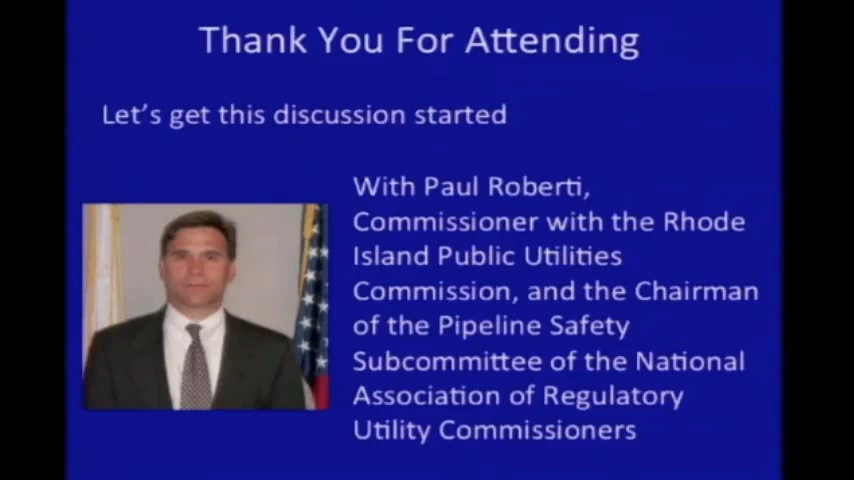 Thank You For Attending
Let's get this discussion started
With Paul Roberti,
Commissioner with the Rhode
Island Public Utilities
Commission, and the Chairman
of the Pipeline Safety
Subcommittee of the National
Association of Regulatory
Utility Commissioners